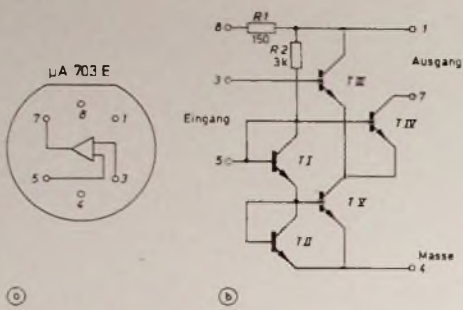 µA 703 E
8
7
1
5
3
4
a
8
R1
150
R2
3k
1
Ausgang
3
T III
7
Eingang
T IV
5
T I
T V
T II
Masse
4
b